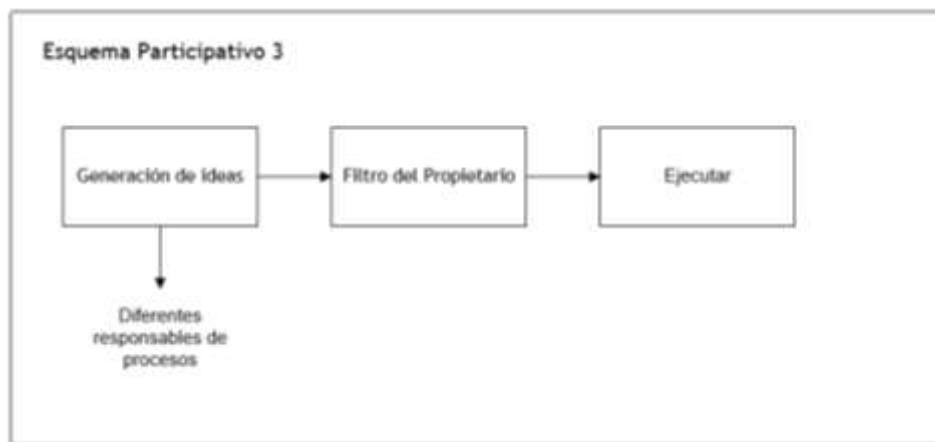 Esquema Participativo 3
Generación de ideas
Filtro del Propietario
Ejecutar
Diferentes
responsables de
procesos